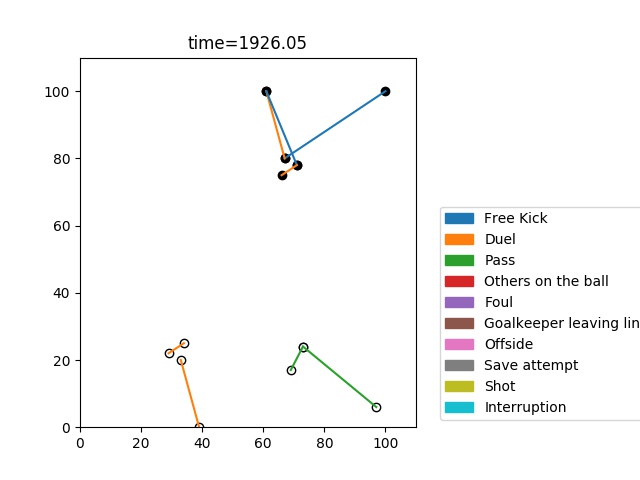 time=1926.05
100
80
60
40
20
0
0 20 40 60 80 100
Free Kick
Duel
Pass
Others on the ball
Foul
Goalkeeper leaving lin
Offside
Save attempt
Shot
Interruption